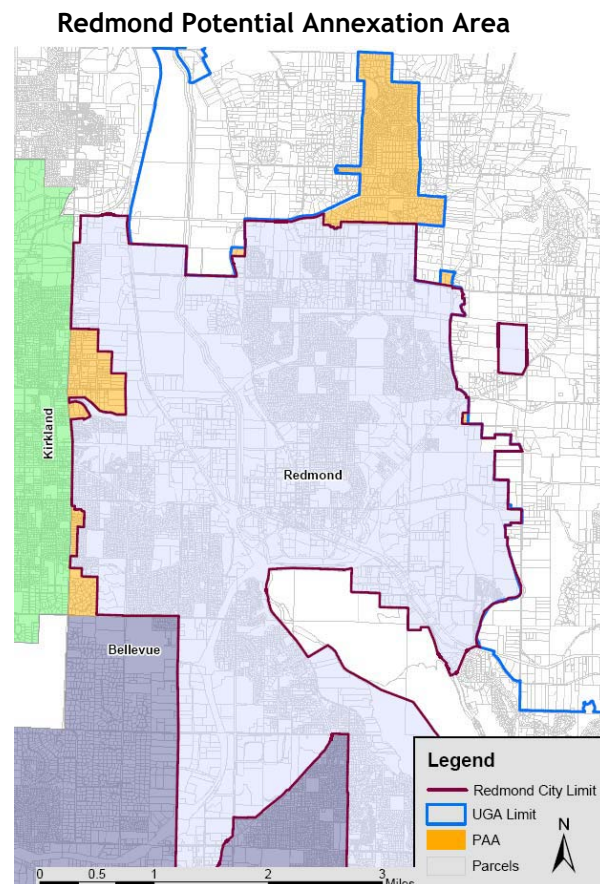 Redmond Potential Annexation Area
Kirkland
Redmond
Bellevue
Legend
Redmond City Limit
UGA Limit
PAA
Parcels
N
0 0.5 1 2 3
Miles